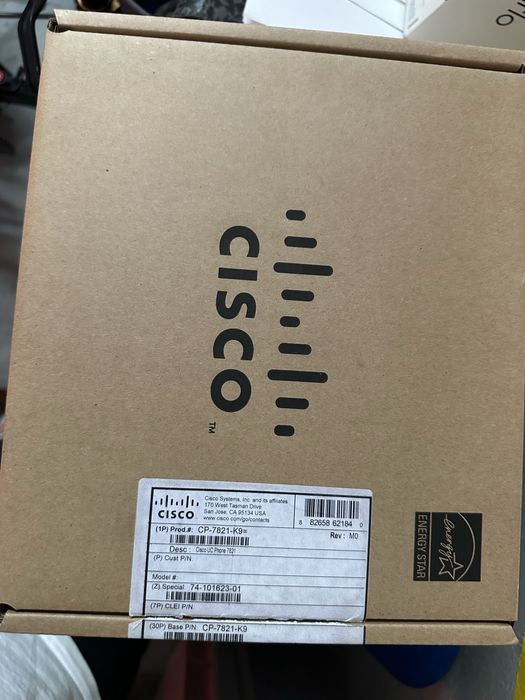 CISCO
TM
ENERGY STAR
energy
CISCO
Cisco Systems, Inc. and its affiliates
170 West Tasman Drive
San Jose, CA 95134 USA
www.cisco.com/go/contacts
8 82658 62184 0
(1P) Prod.#: CP-7821-K9=
Rev : M0
Desc : Cisco UC Phone 7821
(P) Cust P/N:
Model #:
(Z) Special: 74-101623-01
(7P) CLEI P/N:
(30P) Base P/N: CP-7821-K9